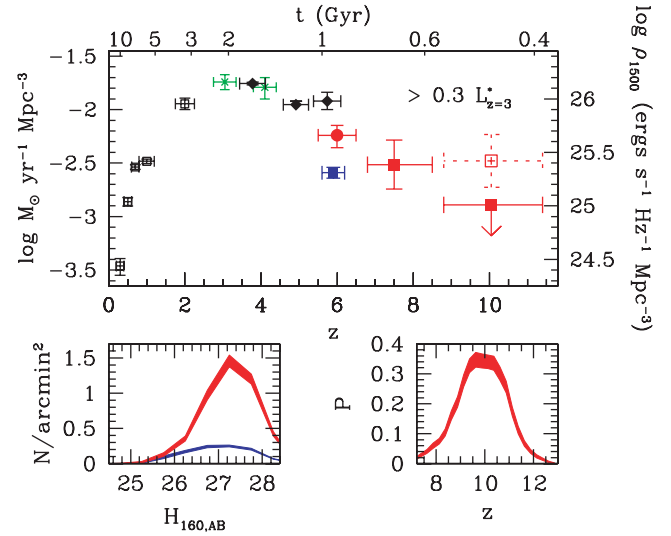 t (Gyr)
10 5 3 2 1 0.6 0.4
-1.5
-2
-2.5
-3
-3.5
log M⊙ yr⁻¹ Mpc⁻³
> 0.3 L*z=3
26
25.5
25
24.5
log ρ1500 (ergs s⁻¹ Hz⁻¹ Mpc⁻³)
0 2 4 6 8 10
z
N/arcmin²
1.5
1
0.5
0
25 26 27 28
H160,AB
P
0.4
0.3
0.2
0.1
0
8 10 12
z